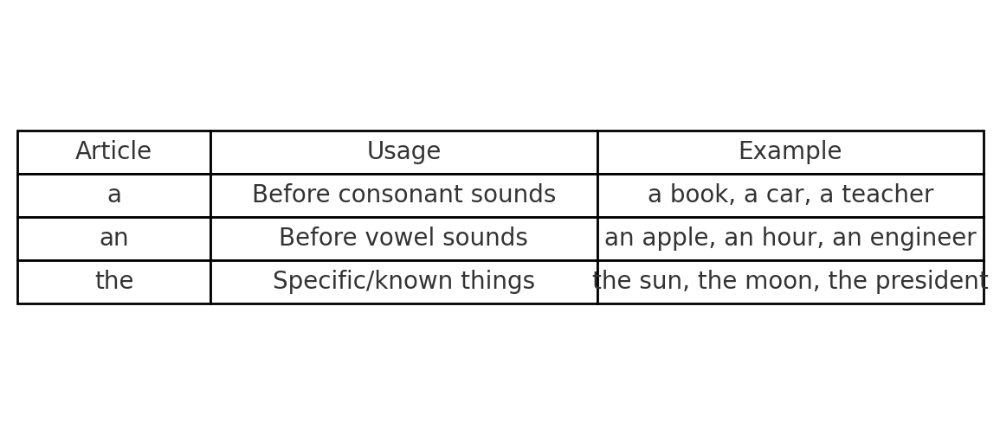 Article Usage Example
a Before consonant sounds a book, a car, a teacher
an Before vowel sounds an apple, an hour, an engineer
the Specific/known things the sun, the moon, the president